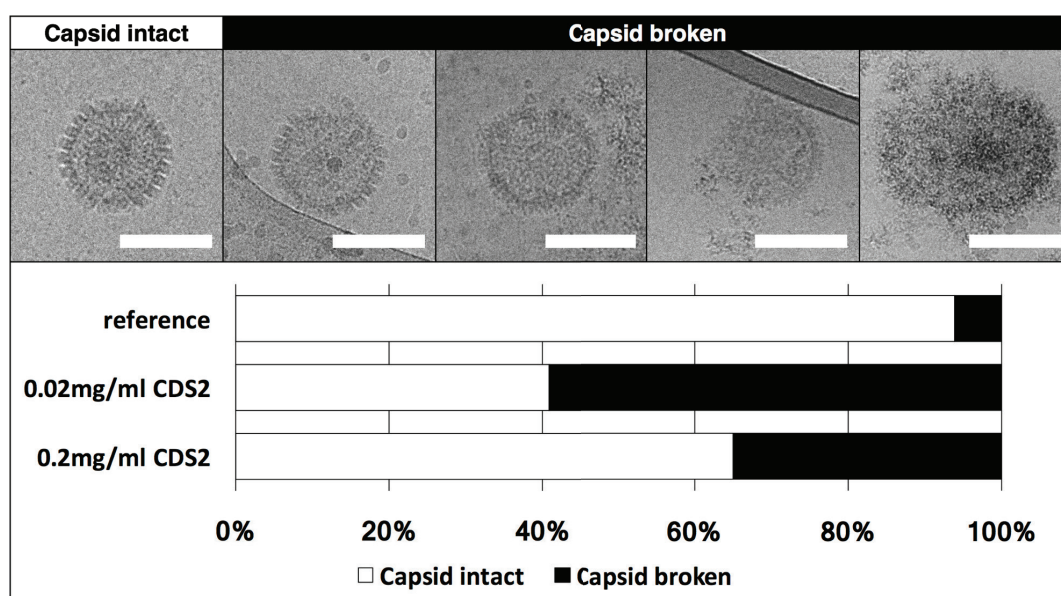 Capsid intact
Capsid broken
reference
0.02mg/ml CDS2
0.2mg/ml CDS2
0% 20% 40% 60% 80% 100%
Capsid intact Capsid broken